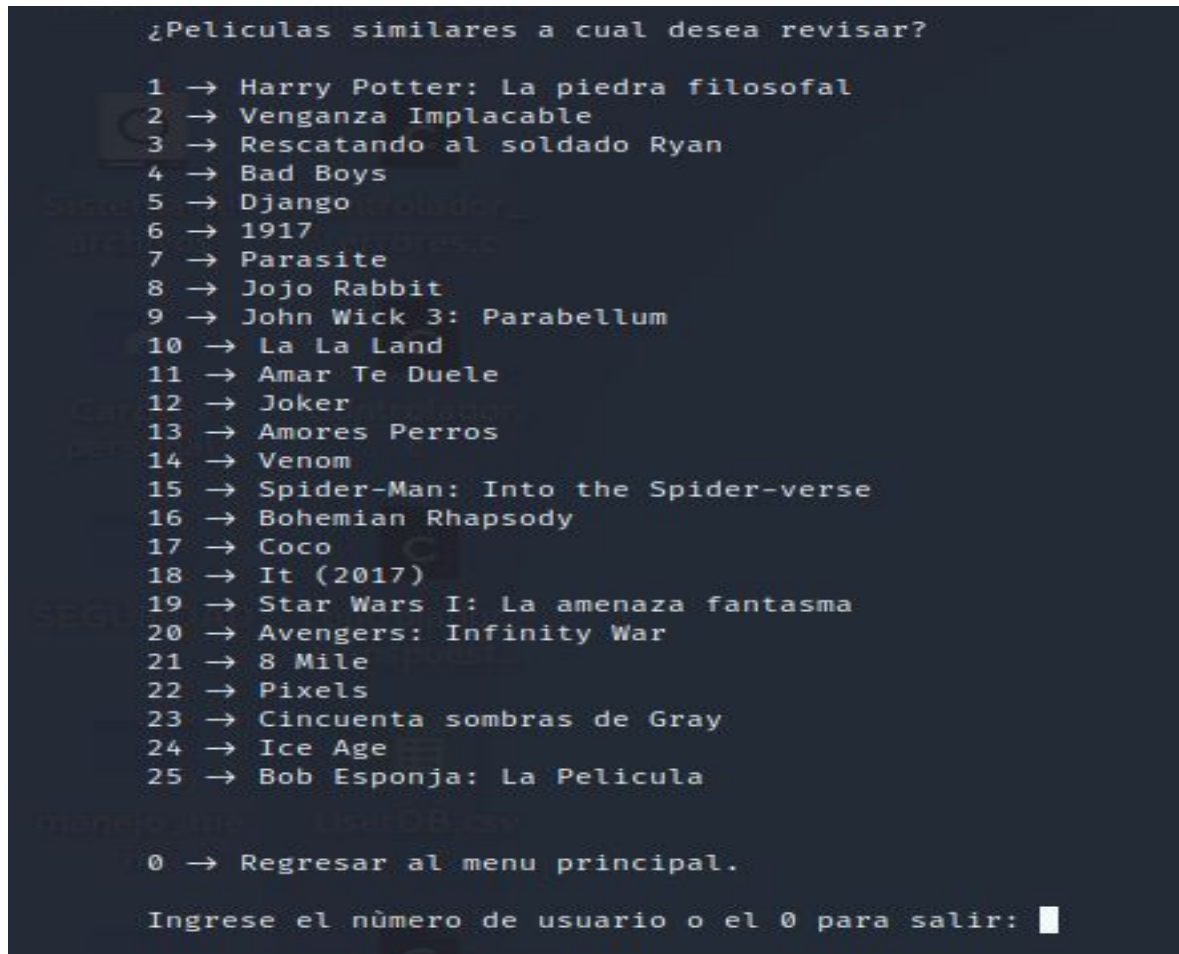 ¿Peliculas similares a cual desea revisar?
1 → Harry Potter: La piedra filosofal
2 → Venganza Implacable
3 → Rescatando al soldado Ryan
4 → Bad Boys
5 → Django
6 → 1917
7 → Parasite
8 → Jojo Rabbit
9 → John Wick 3: Parabellum
10 → La La Land
11 → Amar Te Duele
12 → Joker
13 → Amores Perros
14 → Venom
15 → Spider-Man: Into the Spider-verse
16 → Bohemian Rhapsody
17 → Coco
18 → It (2017)
19 → Star Wars I: La amenaza fantasma
20 → Avengers: Infinity War
21 → 8 Mile
22 → Pixels
23 → Cincuenta sombras de Gray
24 → Ice Age
25 → Bob Esponja: La Pelicula
0 → Regresar al menu principal.
Ingrese el nùmero de usuario o el 0 para salir: